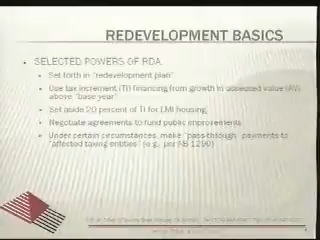 REDEVELOPMENT BASICS
SELECTED POWERS OF RDA
Set forth in "redevelopment plan"
Use tax increment (TI) financing from growth in assessed value (AV)
above "base year"
Set aside 20 percent of TI for LMI housing
Negotiate agreements to fund public improvements
Under certain circumstances, make "pass through" payments to
"affected taxing entities" (e.g., per AB 1290)